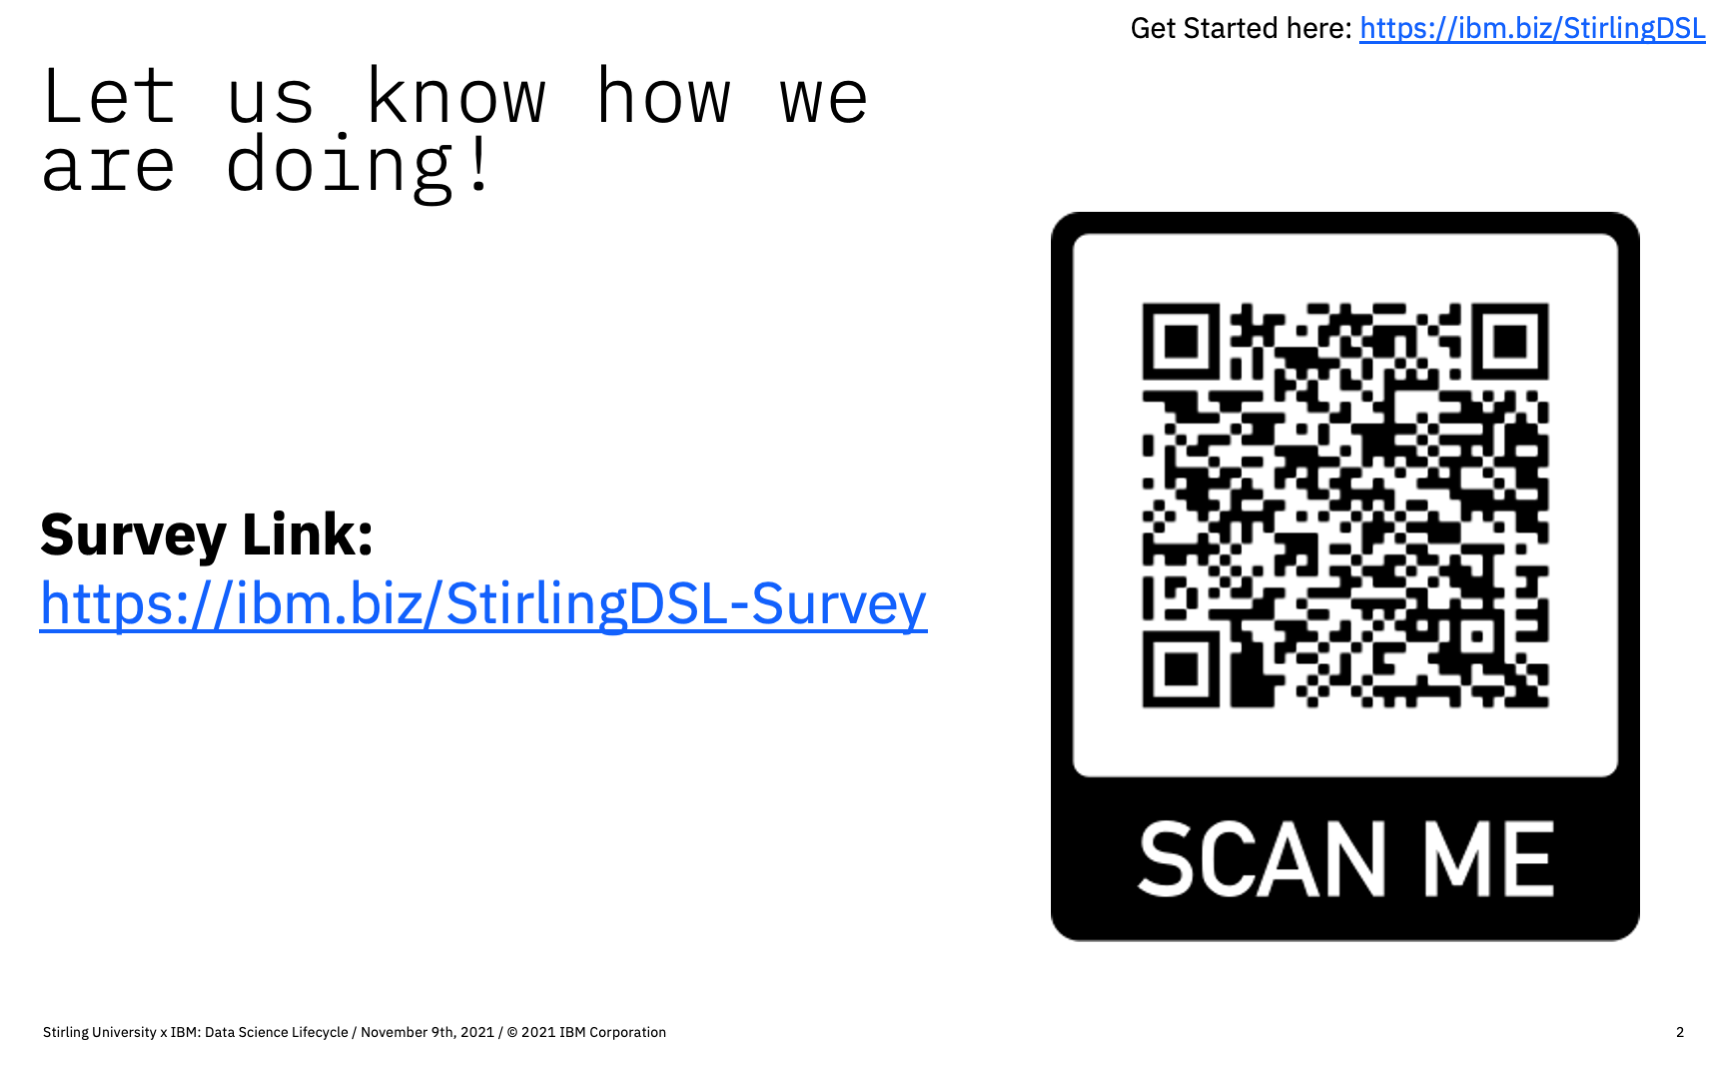 Get Started here: https://ibm.biz/StirlingDSL
Let us know how we
are doing!
Survey Link:
https://ibm.biz/StirlingDSL-Survey
SCAN ME
Stirling University x IBM: Data Science Lifecycle / November 9th, 2021 / © 2021 IBM Corporation
2